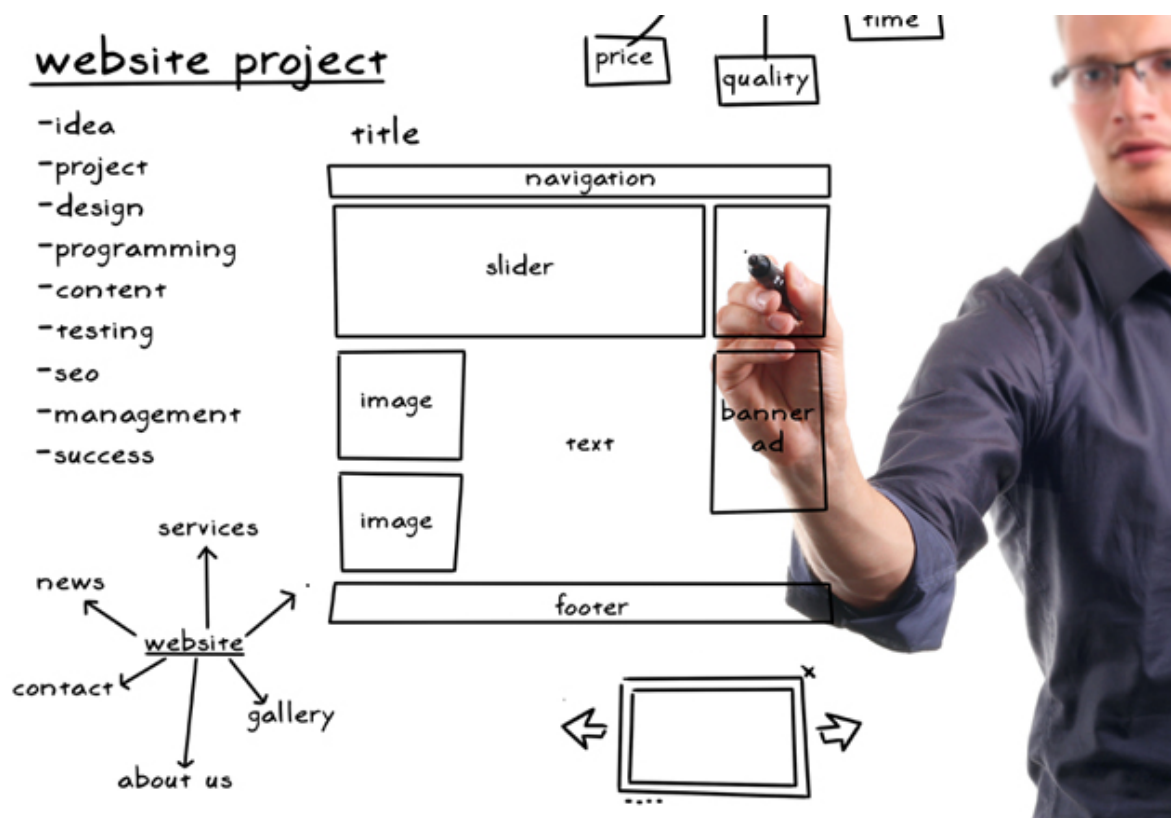 website project
-idea
-project
-design
-programming
-content
-testing
-seo
-management
-success
price
quality
time
title
navigation
slider
image
text
banner
ad
image
footer
services
news
website
contact
gallery
about us
x